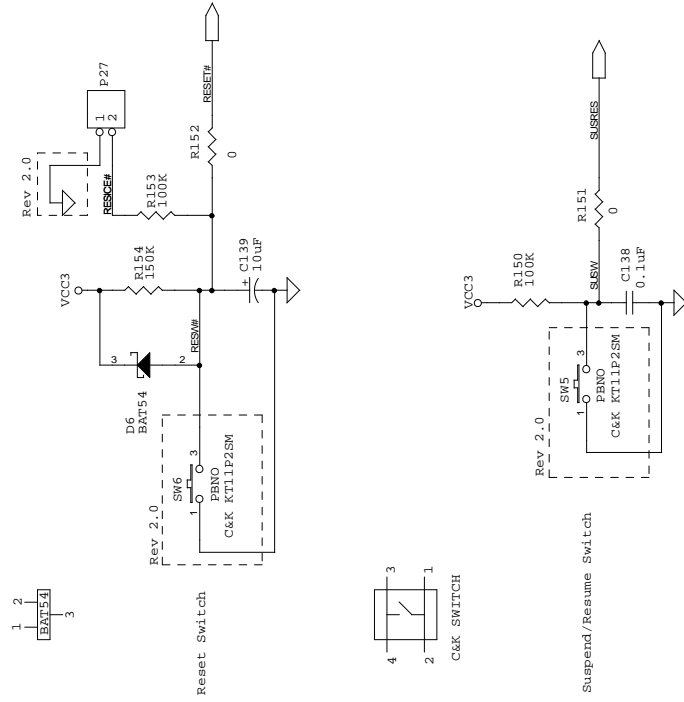 1 2
BAT54
3
Reset Switch
Rev 2.0
SW6
1 3
PBNO
C&K KT11P2SM
D6
BAT54
3 2
VCC3
R154
150K
RESW#
C139
10uF
+
Rev 2.0
RESICE#
P27
1
2
R153
100K
R152
0
RESET#
4 3
2 1
C&K SWITCH
Suspend/Resume Switch
Rev 2.0
SW5
1 3
PBNO
C&K KT11P2SM
VCC3
R150
100K
SUSW
C138
0.1uF
R151
0
SUSRES